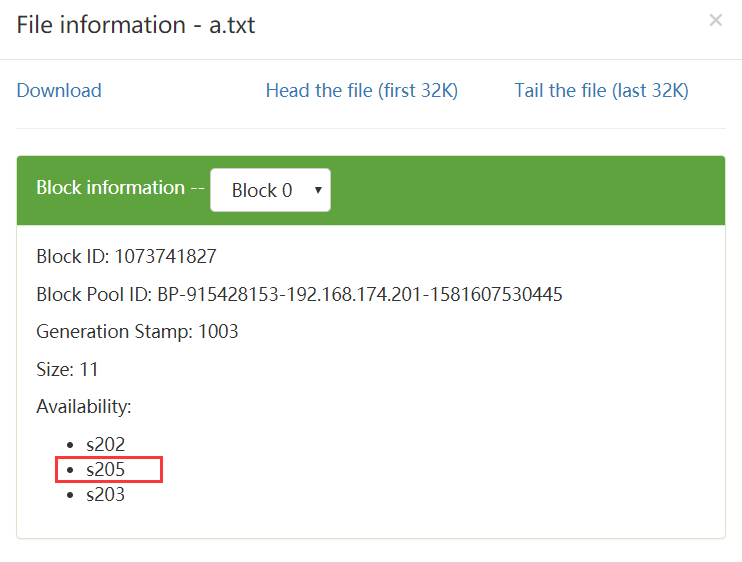 File information - a.txt
×
Download Head the file (first 32K) Tail the file (last 32K)
Block information -- Block 0
Block ID: 1073741827
Block Pool ID: BP-915428153-192.168.174.201-1581607530445
Generation Stamp: 1003
Size: 11
Availability:
s202
s205
s203